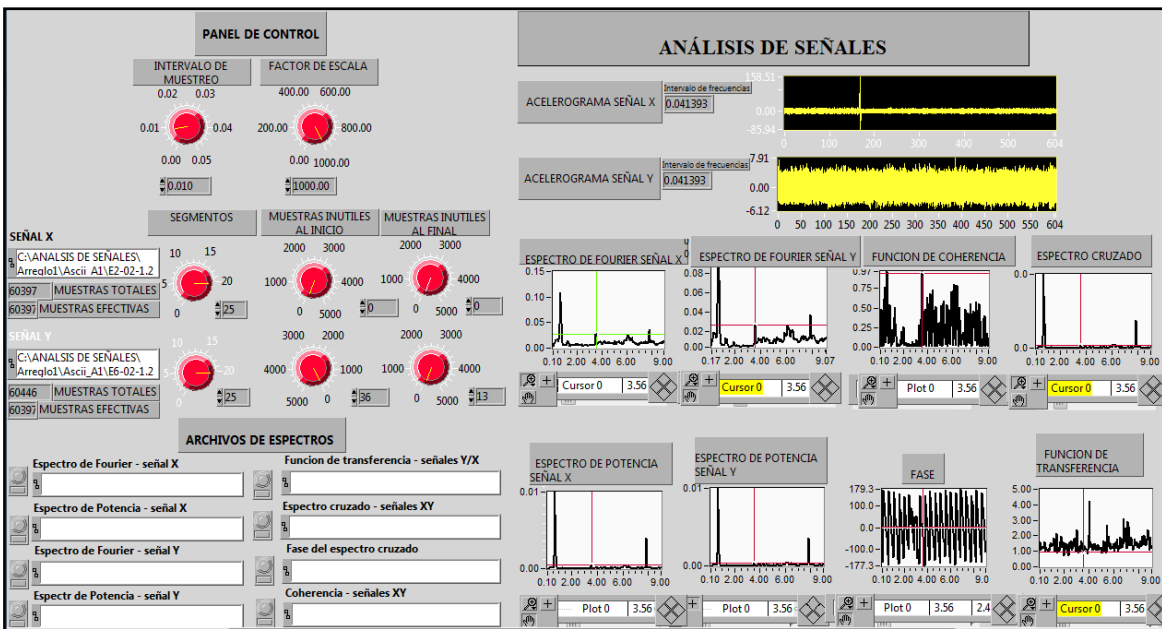 PANEL DE CONTROL
INTERVALO DE
MUESTREO
0.02 0.03
0.01 0.04
0.00 0.05
0.010
FACTOR DE ESCALA
400.00 600.00
200.00 800.00
0.00 1000.00
1000.00
SEÑAL X
C:\ANALISIS DE SEÑALES\
Arreglo1\Ascii_A1\E2-02-1.2
60397 MUESTRAS TOTALES
60397 MUESTRAS EFECTIVAS
SEGMENTOS
10 15
5 20
0 25
MUESTRAS INUTILES
AL INICIO
2000 3000
1000 4000
0 5000
0
MUESTRAS INUTILES
AL FINAL
2000 3000
1000 4000
0 5000
0
SEÑAL Y
C:\ANALISIS DE SEÑALES\
Arreglo1\Ascii_A1\E6-02-1.2
60446 MUESTRAS TOTALES
60397 MUESTRAS EFECTIVAS
10 15
5 20
0 25
3000 2000
4000 1000
5000 0
36
2000 3000
1000 4000
0 5000
13
ARCHIVOS DE ESPECTROS
Espectro de Fourier - señal X
Espectro de Potencia - señal X
Espectro de Fourier - señal Y
Espectr de Potencia - señal Y
Funcion de transferencia - señales Y/X
Espectro cruzado - señales XY
Fase del espectro cruzado
Coherencia - señales XY
ANÁLISIS DE SEÑALES
ACELEROGRAMA SEÑAL X
Intervalo de frecuencias
0.041393
158.51
0.00
-85.94
0 100 200 300 400 500 604
ACELEROGRAMA SEÑAL Y
Intervalo de frecuencias
0.041393
7.91
0.00
-6.12
0 50 100 150 200 250 300 350 400 450 500 550 604
ESPECTRO DE FOURIER SEÑAL X
0.15
0.10
0.05
0.00
0.10 2.00 4.00 6.00 9.00
Cursor 0 3.56
ESPECTRO DE FOURIER SEÑAL Y
0.08
0.06
0.04
0.02
0.00
0.17 2.00 4.00 6.00 9.07
Cursor 0 3.56
FUNCION DE COHERENCIA
0.97
0.75
0.50
0.25
0.00
0.10 2.00 4.00 6.00 9.00
Plot 0 3.56
ESPECTRO CRUZADO
0.0
0.0
0.10 2.00 4.00 6.00 9.00
Cursor 0 3.56
ESPECTRO DE POTENCIA
SEÑAL X
0.01
0.00
0.10 2.00 4.00 6.00 9.00
Plot 0 3.56
ESPECTRO DE POTENCIA
SEÑAL Y
0.01
0.00
0.10 2.00 4.00 6.00 9.00
Plot 0 3.56
FASE
179.3
100.0
0.0
-100.0
-177.3
0.10 2.00 4.00 6.00 9.0
Plot 0 3.56 2.4
FUNCION DE
TRANSFERENCIA
5.00
3.00
2.00
1.00
0.00
0.10 2.00 4.00 6.00 9.00
Cursor 0 3.56